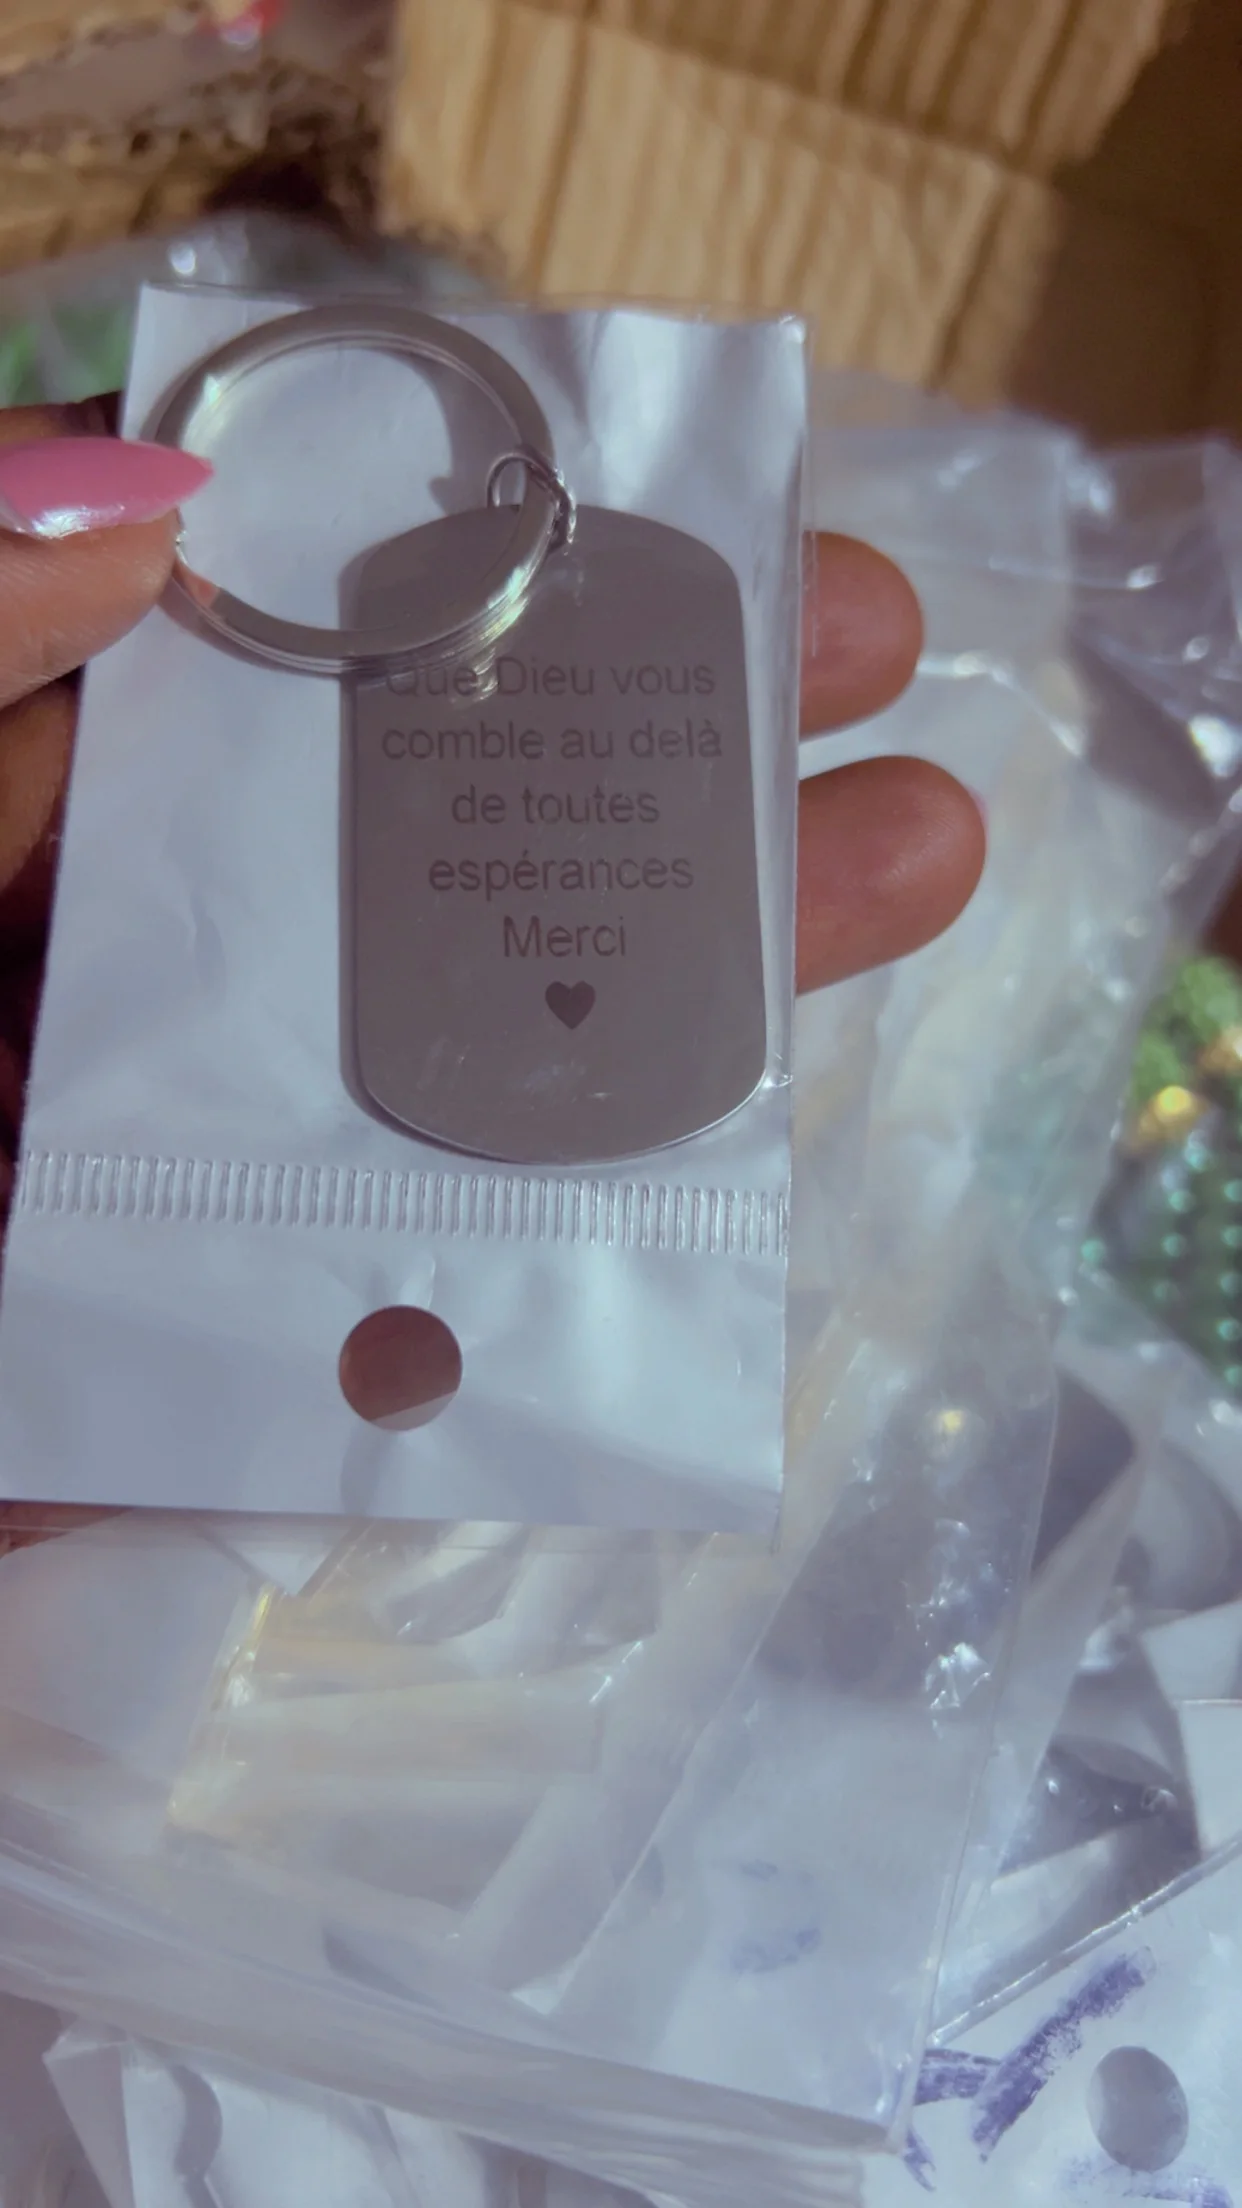 Que Dieu vous
comble au delà
de toutes
espérances
Merci